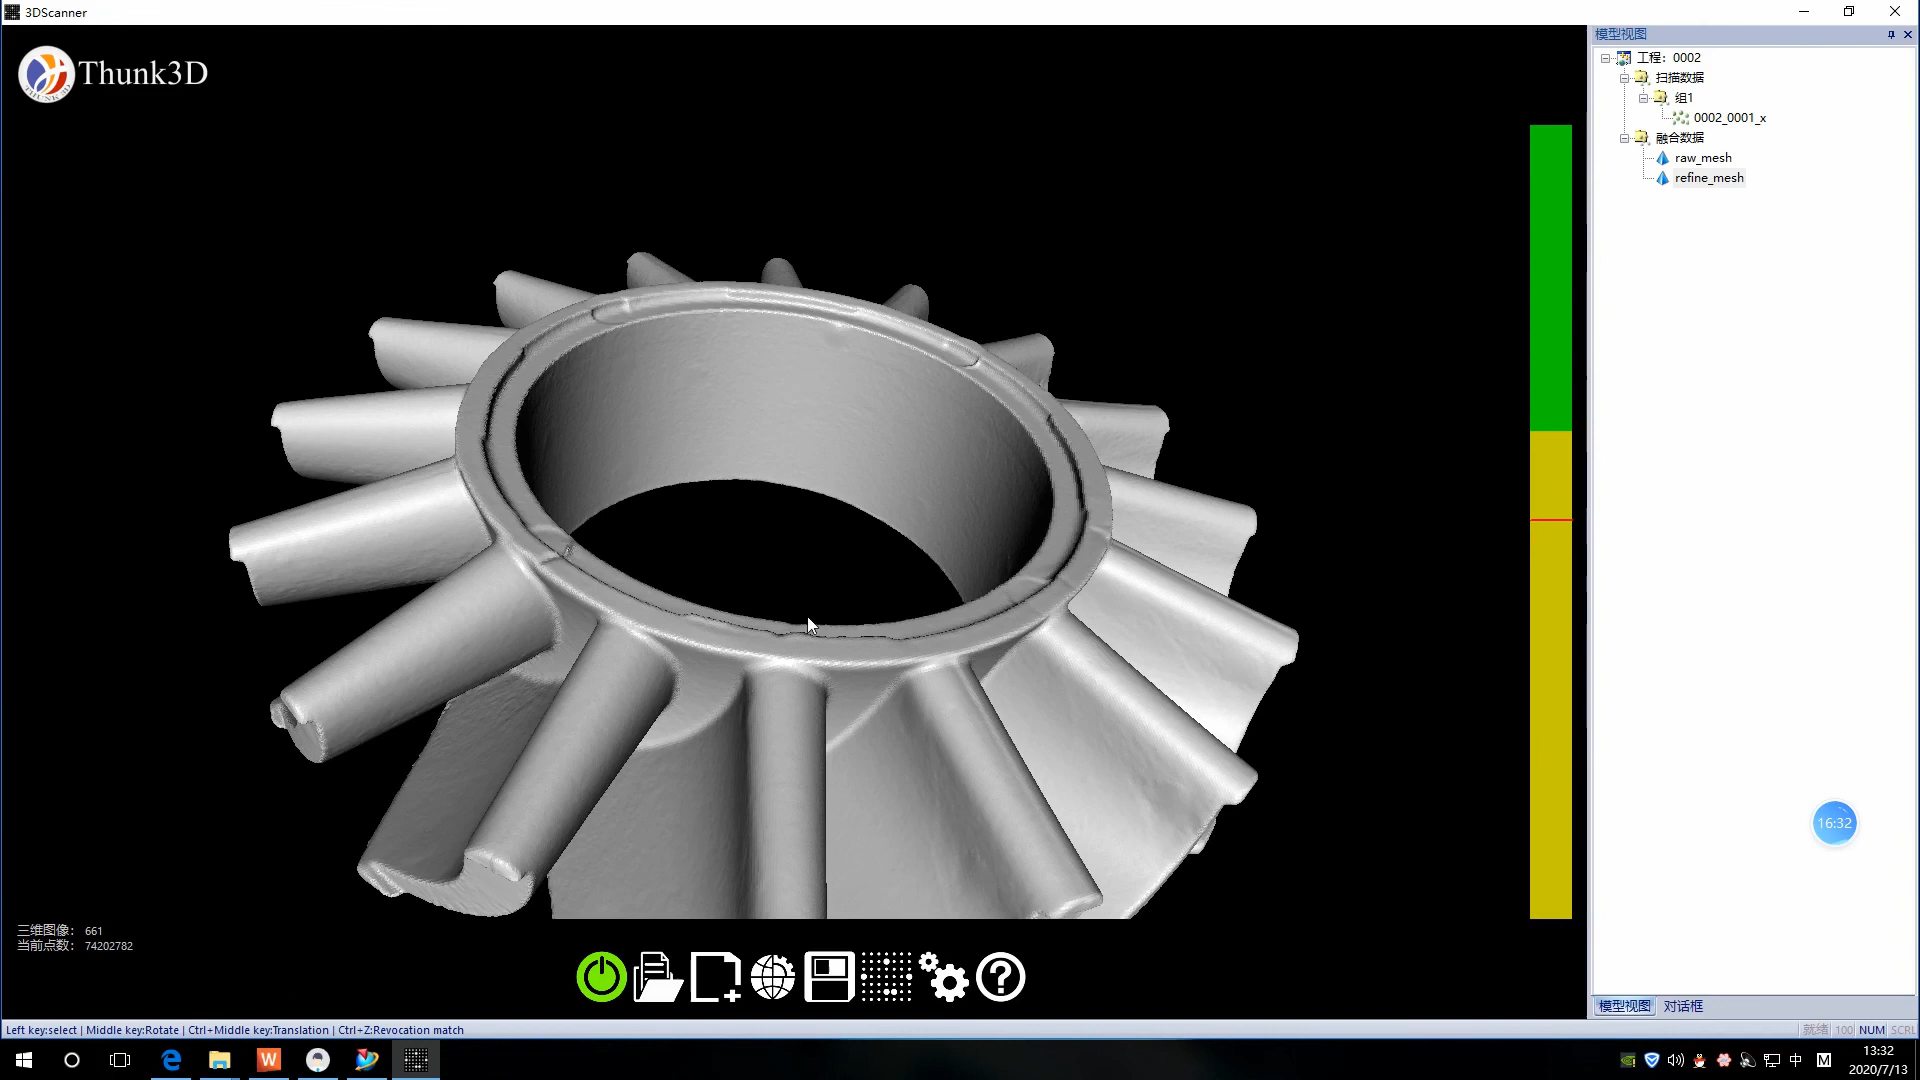 3DScanner
Thunk3D
模型视图
工程：0002
扫描数据
组1
0002_0001_x
融合数据
raw_mesh
refine_mesh
16:32
三维图像： 661
当前点数： 74202782
模型视图 对话框
Left key:select | Middle key:Rotate | Ctrl+Middle key:Translation | Ctrl+Z:Revocation match
就绪 100 NUM SCRL
W
中
M
13:32
2020/7/13